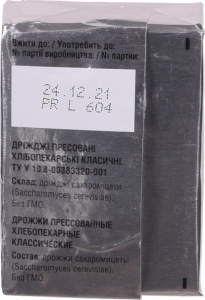 Вжити до: / Употребить до:
№ партії виробництва: / № партии:
24.12.21
PR L 604
ДРІЖДЖІ ПРЕСОВАНІ
ХЛІБОПЕКАРСЬКІ КЛАСИЧНІ.
ТУ У 10.8-00383320-001
Склад: дріжджі сахароміцети
(Saccharomyces cerevisiae).
Без ГМО.
ДРОЖЖИ ПРЕССОВАННЫЕ
ХЛЕБОПЕКАРНЫЕ
КЛАССИЧЕСКИЕ
Состав: дрожжи сахаромицеты
(Saccharomyces cerevisiae).
Без ГМО.